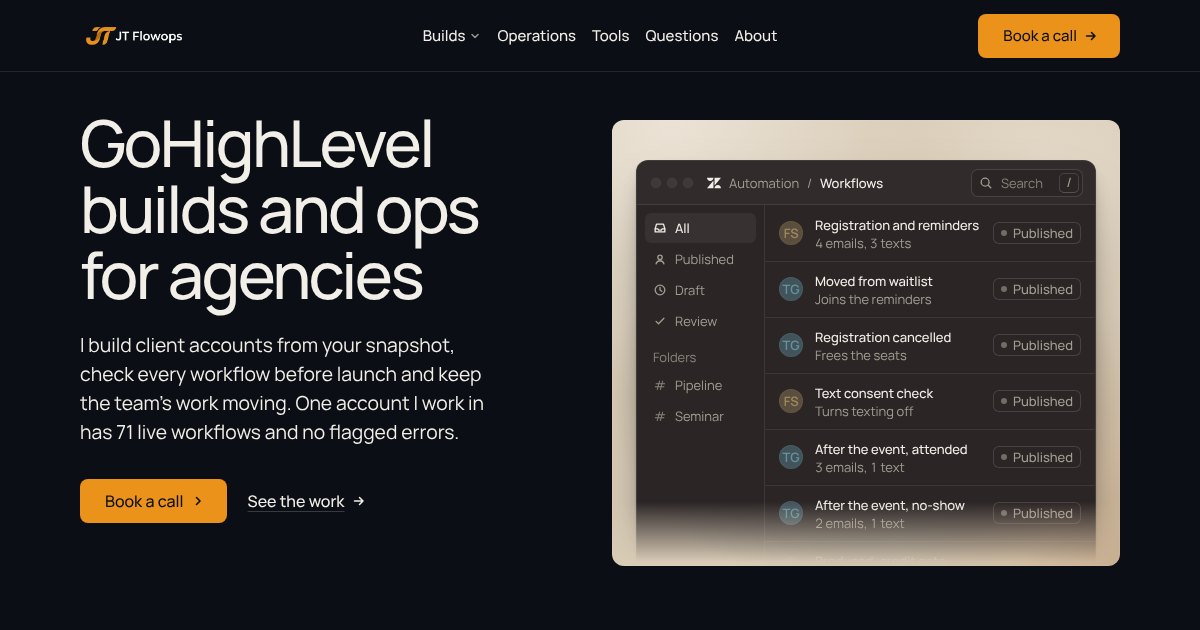 JT JT Flowops
Builds
Operations
Tools
Questions
About
Book a call
GoHighLevel
builds and ops
for agencies
I build client accounts from your snapshot,
check every workflow before launch and keep
the team's work moving. One account I work in
has 71 live workflows and no flagged errors.
Book a call
See the work
Automation / Workflows
Search /
All
Published
Draft
Review
Folders
# Pipeline
# Seminar
FS Registration and reminders Published
4 emails, 3 texts
TG Moved from waitlist Published
Joins the reminders
TG Registration cancelled Published
Frees the seats
FS Text consent check Published
Turns texting off
TG After the event, attended Published
3 emails, 1 text
TG After the event, no-show Published
2 emails, 1 text